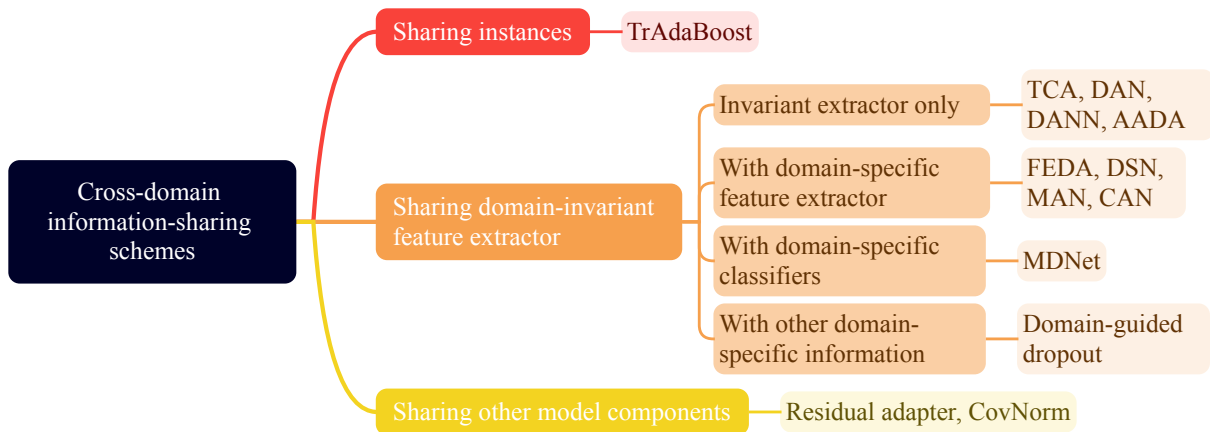 Cross-domain
information-sharing
schemes
Sharing instances
TrAdaBoost
Sharing domain-invariant
feature extractor
Invariant extractor only
TCA, DAN,
DANN, AADA
With domain-specific
feature extractor
FEDA, DSN,
MAN, CAN
With domain-specific
classifiers
MDNet
With other domain-
specific information
Domain-guided
dropout
Sharing other model components
Residual adapter, CovNorm